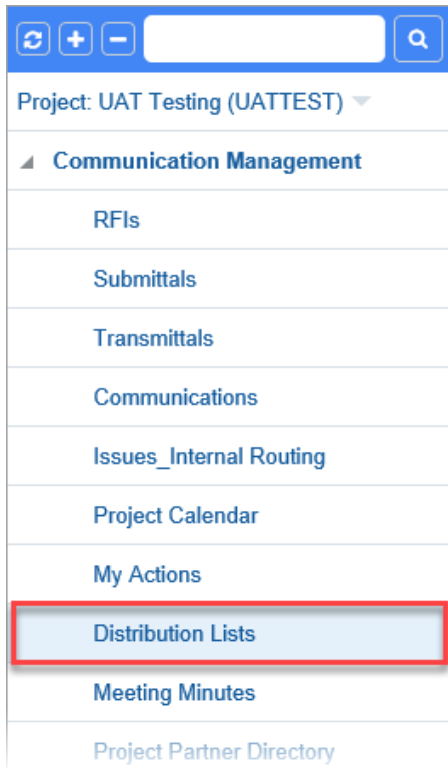 Project: UAT Testing (UATTEST)
Communication Management
RFIs
Submittals
Transmittals
Communications
Issues_Internal Routing
Project Calendar
My Actions
Distribution Lists
Meeting Minutes
Project Partner Directory